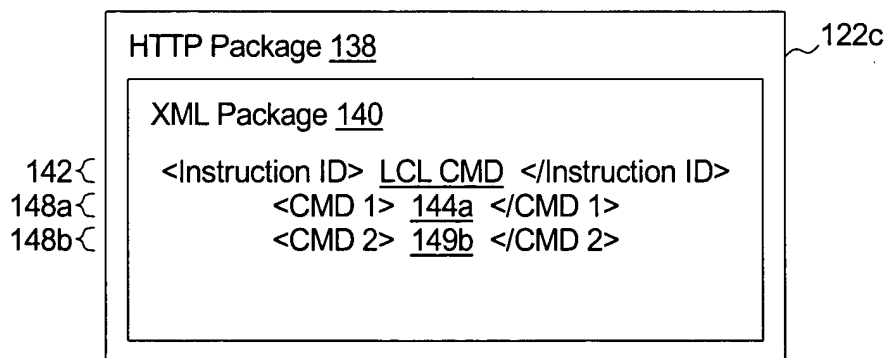 HTTP Package 138
122c
XML Package 140
142 { <Instruction ID> LCL CMD </Instruction ID>
148a { <CMD 1> 144a </CMD 1>
148b { <CMD 2> 149b </CMD 2>